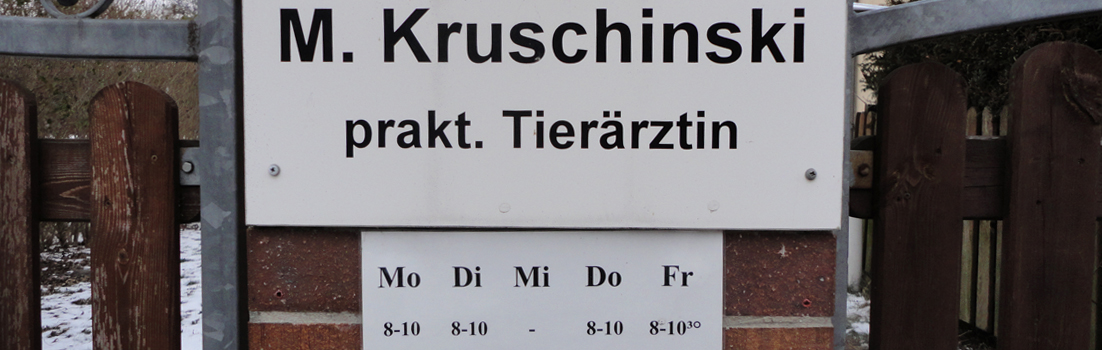 M. Kruschinski
prakt. Tierärztin
Mo Di Mi Do Fr
8-10 8-10 - 8-10 8-10³⁰